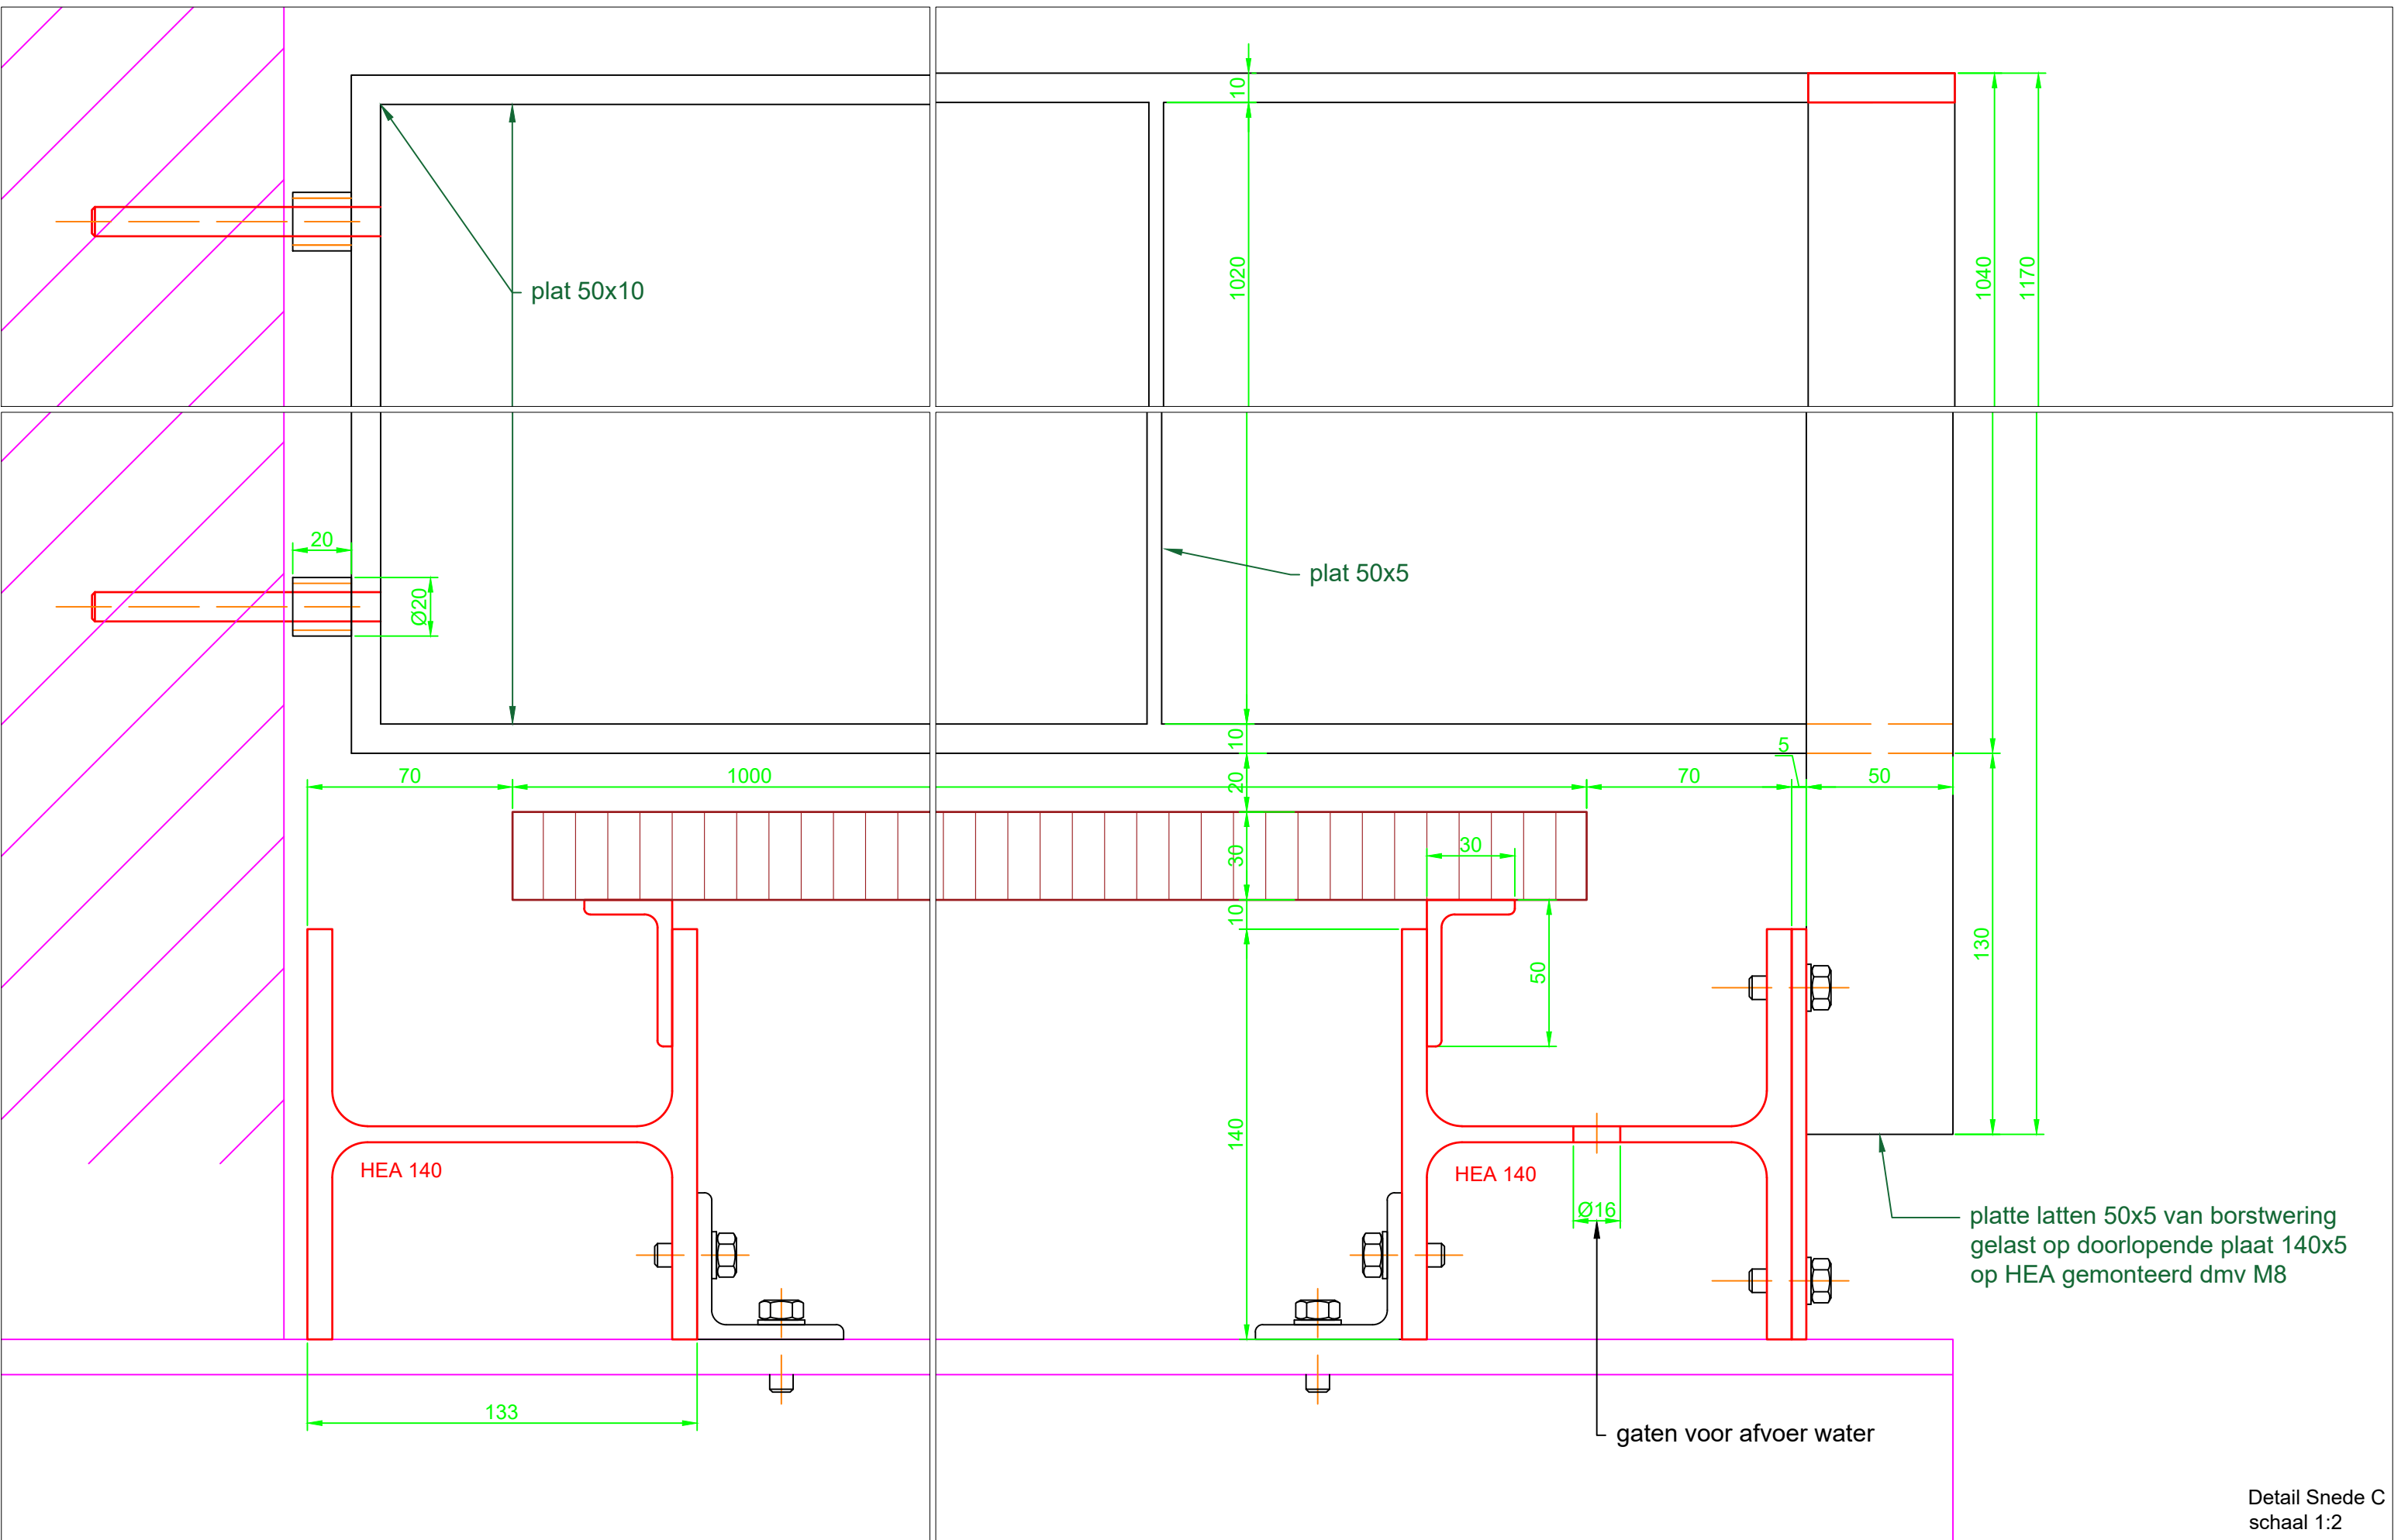 10
1020
1040
1170
plat 50x10
20
Ø20
plat 50x5
10
5
70
1000
20
70
50
30
30
10
50
130
140
HEA 140
HEA 140
Ø16
platte latten 50x5 van borstwering
gelast op doorlopende plaat 140x5
op HEA gemonteerd dmv M8
133
gaten voor afvoer water
Detail Snede C
schaal 1:2